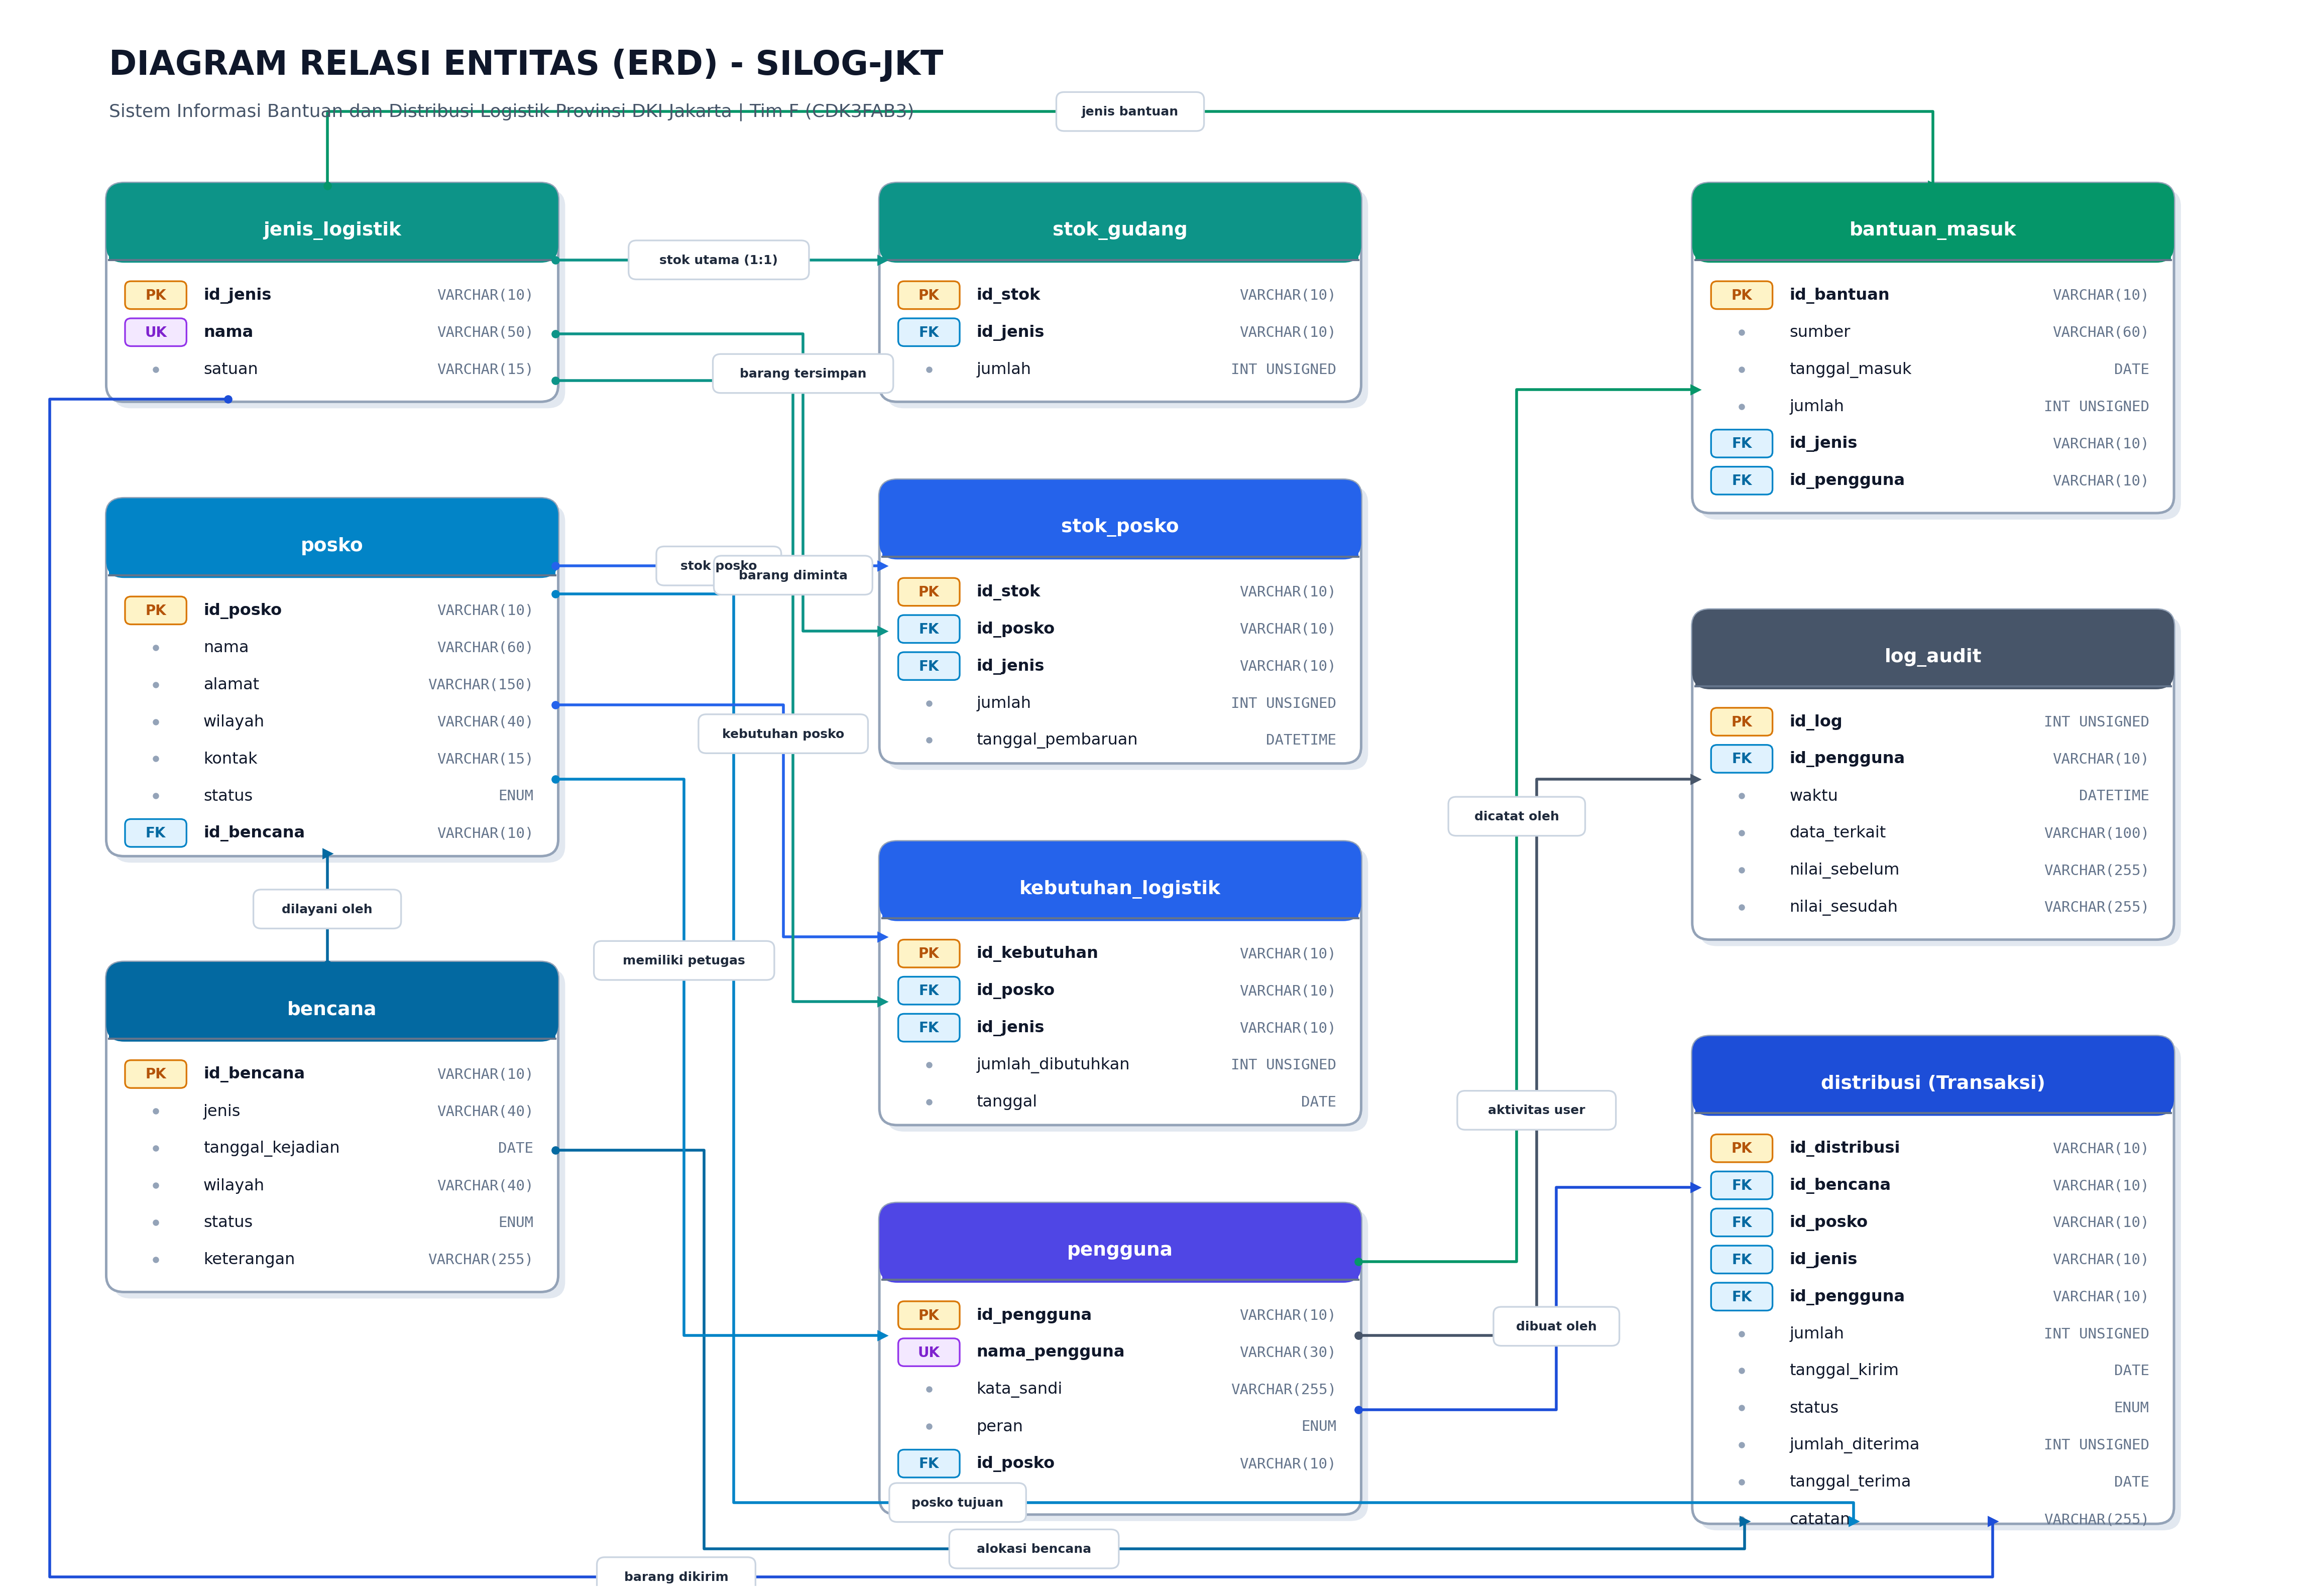 DIAGRAM RELASI ENTITAS (ERD) - SILOG-JKT
Sistem Informasi Bantuan dan Distribusi Logistik Provinsi DKI Jakarta | Tim F (CDK3FAB3)
jenis bantuan
jenis_logistik
PK id_jenis VARCHAR(10)
UK nama VARCHAR(50)
satuan VARCHAR(15)
stok utama (1:1)
barang tersimpan
stok_gudang
PK id_stok VARCHAR(10)
FK id_jenis VARCHAR(10)
jumlah INT UNSIGNED
bantuan_masuk
PK id_bantuan VARCHAR(10)
sumber VARCHAR(60)
tanggal_masuk DATE
jumlah INT UNSIGNED
FK id_jenis VARCHAR(10)
FK id_pengguna VARCHAR(10)
posko
PK id_posko VARCHAR(10)
nama VARCHAR(60)
alamat VARCHAR(150)
wilayah VARCHAR(40)
kontak VARCHAR(15)
status ENUM
FK id_bencana VARCHAR(10)
stok posko
barang diminta
kebutuhan posko
stok_posko
PK id_stok VARCHAR(10)
FK id_posko VARCHAR(10)
FK id_jenis VARCHAR(10)
jumlah INT UNSIGNED
tanggal_pembaruan DATETIME
log_audit
PK id_log INT UNSIGNED
FK id_pengguna VARCHAR(10)
waktu DATETIME
data_terkait VARCHAR(100)
nilai_sebelum VARCHAR(255)
nilai_sesudah VARCHAR(255)
dicatat oleh
dilayani oleh
memiliki petugas
kebutuhan_logistik
PK id_kebutuhan VARCHAR(10)
FK id_posko VARCHAR(10)
FK id_jenis VARCHAR(10)
jumlah_dibutuhkan INT UNSIGNED
tanggal DATE
bencana
PK id_bencana VARCHAR(10)
jenis VARCHAR(40)
tanggal_kejadian DATE
wilayah VARCHAR(40)
status ENUM
keterangan VARCHAR(255)
aktivitas user
pengguna
PK id_pengguna VARCHAR(10)
UK nama_pengguna VARCHAR(30)
kata_sandi VARCHAR(255)
peran ENUM
FK id_posko VARCHAR(10)
dibuat oleh
distribusi (Transaksi)
PK id_distribusi VARCHAR(10)
FK id_bencana VARCHAR(10)
FK id_posko VARCHAR(10)
FK id_jenis VARCHAR(10)
FK id_pengguna VARCHAR(10)
jumlah INT UNSIGNED
tanggal_kirim DATE
status ENUM
jumlah_diterima INT UNSIGNED
tanggal_terima DATE
catatan VARCHAR(255)
posko tujuan
alokasi bencana
barang dikirim